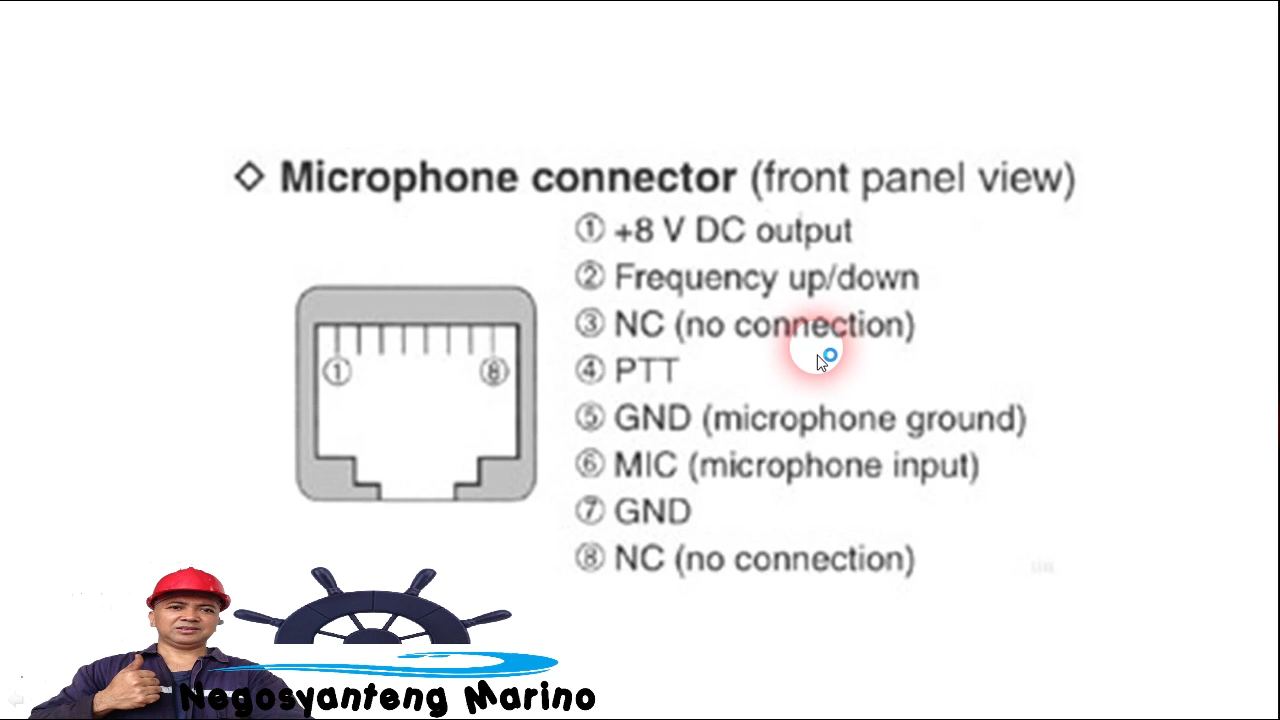 ◇ Microphone connector (front panel view)
① +8 V DC output
② Frequency up/down
③ NC (no connection)
④ PTT
⑤ GND (microphone ground)
⑥ MIC (microphone input)
⑦ GND
⑧ NC (no connection)
① ⑧
Negosyanteng Marino